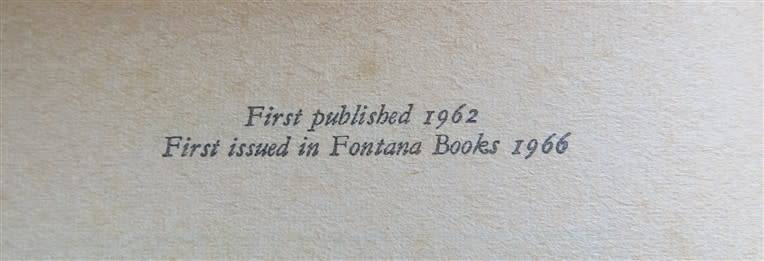 First published 1962
First issued in Fontana Books 1966